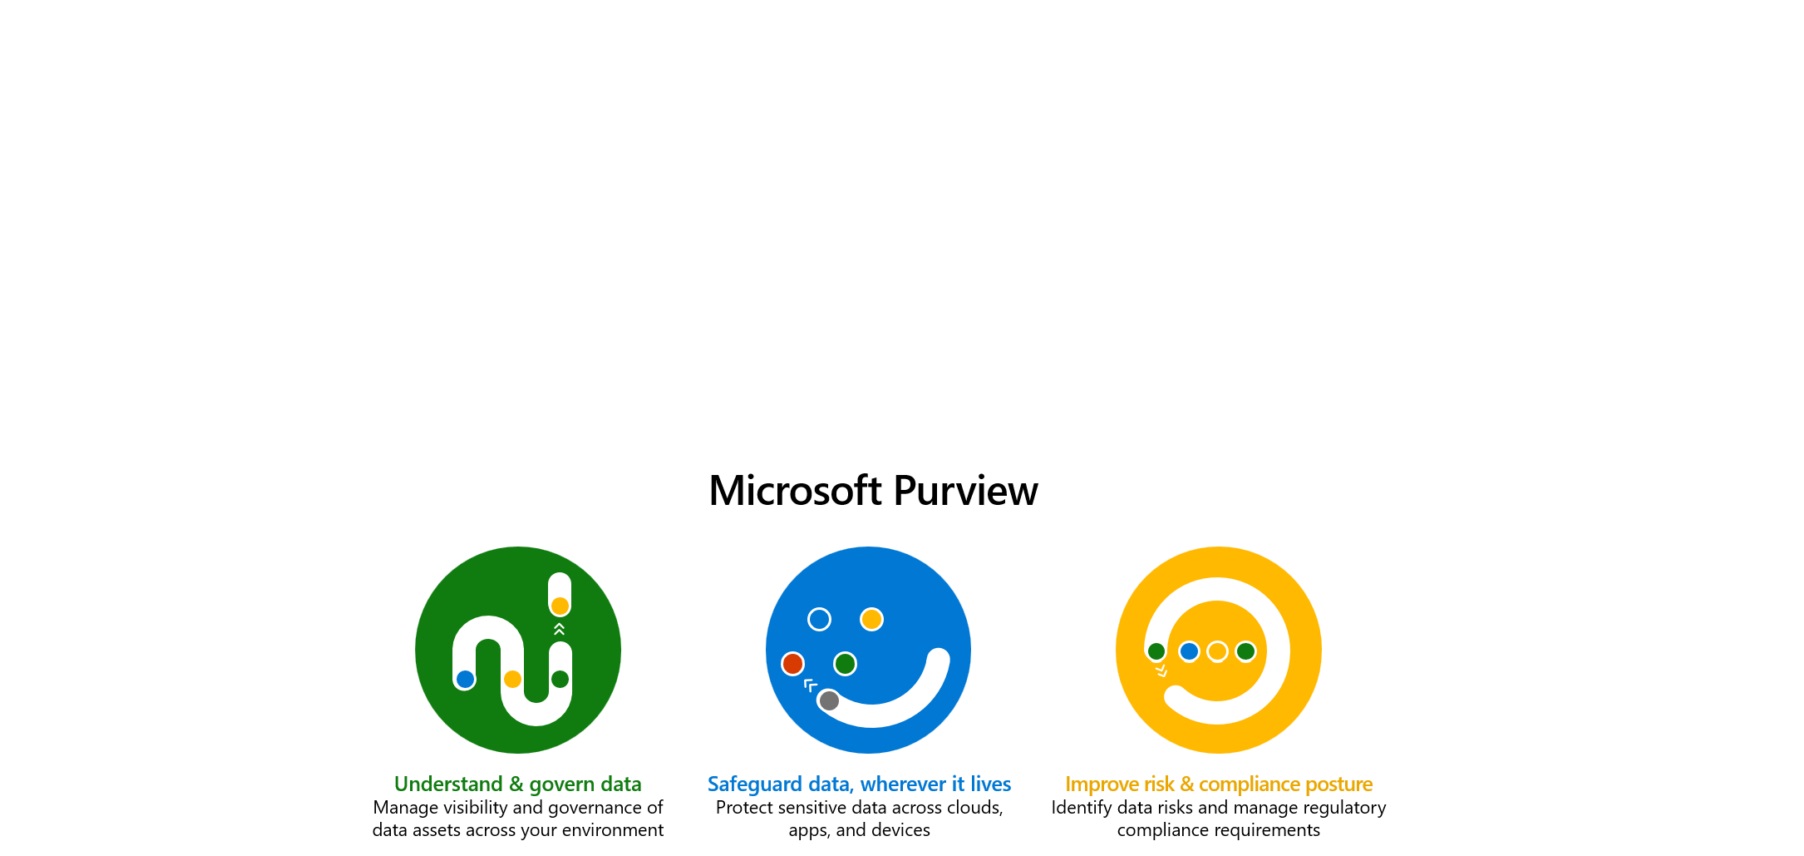 Microsoft Purview
Understand & govern data
Manage visibility and governance of
data assets across your environment
Safeguard data, wherever it lives
Protect sensitive data across clouds,
apps, and devices
Improve risk & compliance posture
Identify data risks and manage regulatory
compliance requirements